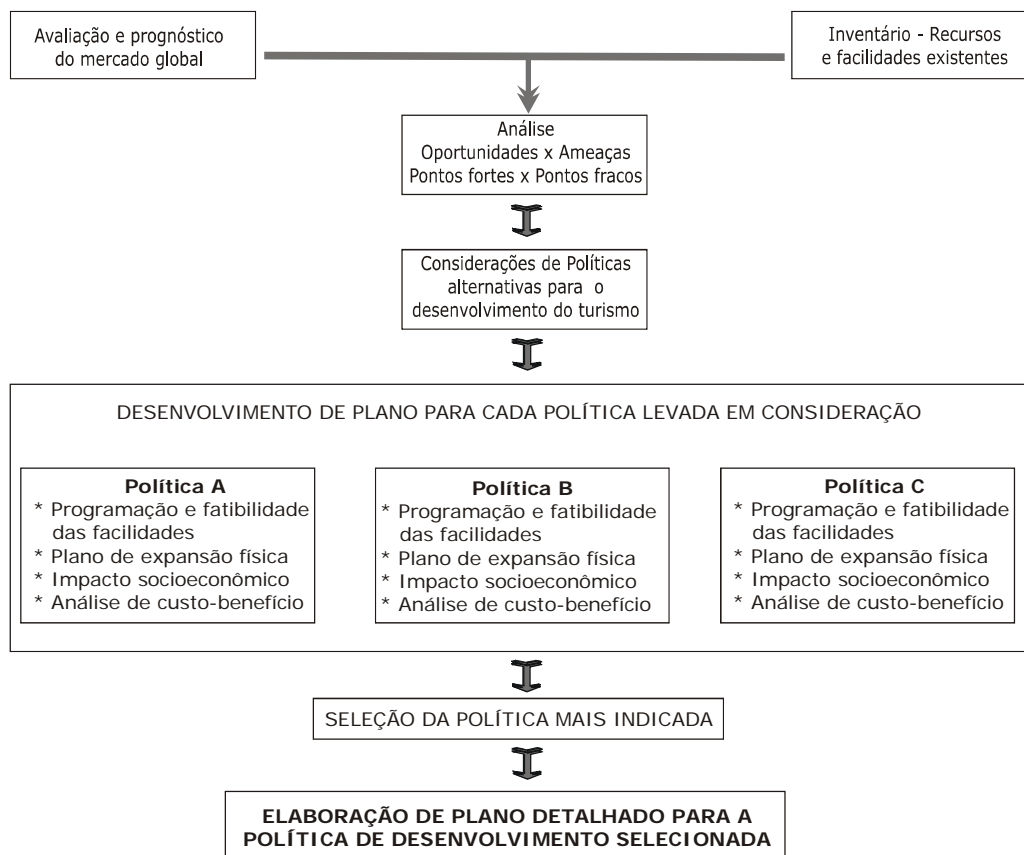 Avaliação e prognóstico
do mercado global
Inventário - Recursos
e facilidades existentes
Análise
Oportunidades x Ameaças
Pontos fortes x Pontos fracos
Considerações de Políticas
alternativas para o
desenvolvimento do turismo
DESENVOLVIMENTO DE PLANO PARA CADA POLÍTICA LEVADA EM CONSIDERAÇÃO
Política A
* Programação e fatibilidade
das facilidades
* Plano de expansão física
* Impacto socioeconômico
* Análise de custo-benefício
Política B
* Programação e fatibilidade
das facilidades
* Plano de expansão física
* Impacto socioeconômico
* Análise de custo-benefício
Política C
* Programação e fatibilidade
das facilidades
* Plano de expansão física
* Impacto socioeconômico
* Análise de custo-benefício
SELEÇÃO DA POLÍTICA MAIS INDICADA
ELABORAÇÃO DE PLANO DETALHADO PARA A
POLÍTICA DE DESENVOLVIMENTO SELECIONADA